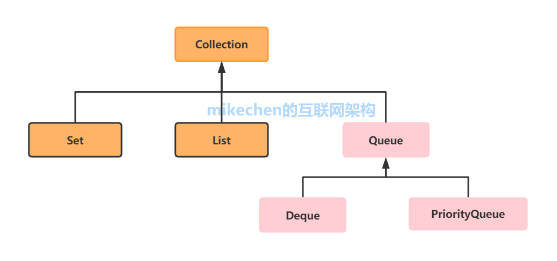 Collection
mikechen的互联网架构
Set
List
Queue
Deque
PriorityQueue